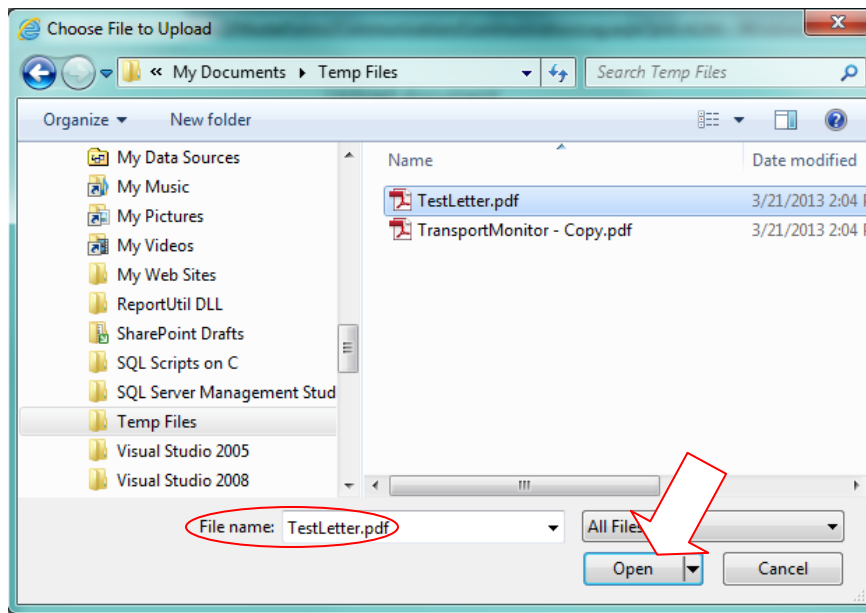 Choose File to Upload
« My Documents Temp Files
Search Temp Files
Organize New folder
Name Date modified
My Data Sources
My Music
My Pictures
My Videos
My Web Sites
ReportUtil DLL
SharePoint Drafts
SQL Scripts on C
SQL Server Management Stud
Temp Files
Visual Studio 2005
Visual Studio 2008
TestLetter.pdf 3/21/2013 2:04
TransportMonitor - Copy.pdf 3/21/2013 2:04
File name: TestLetter.pdf
All Files
Open Cancel